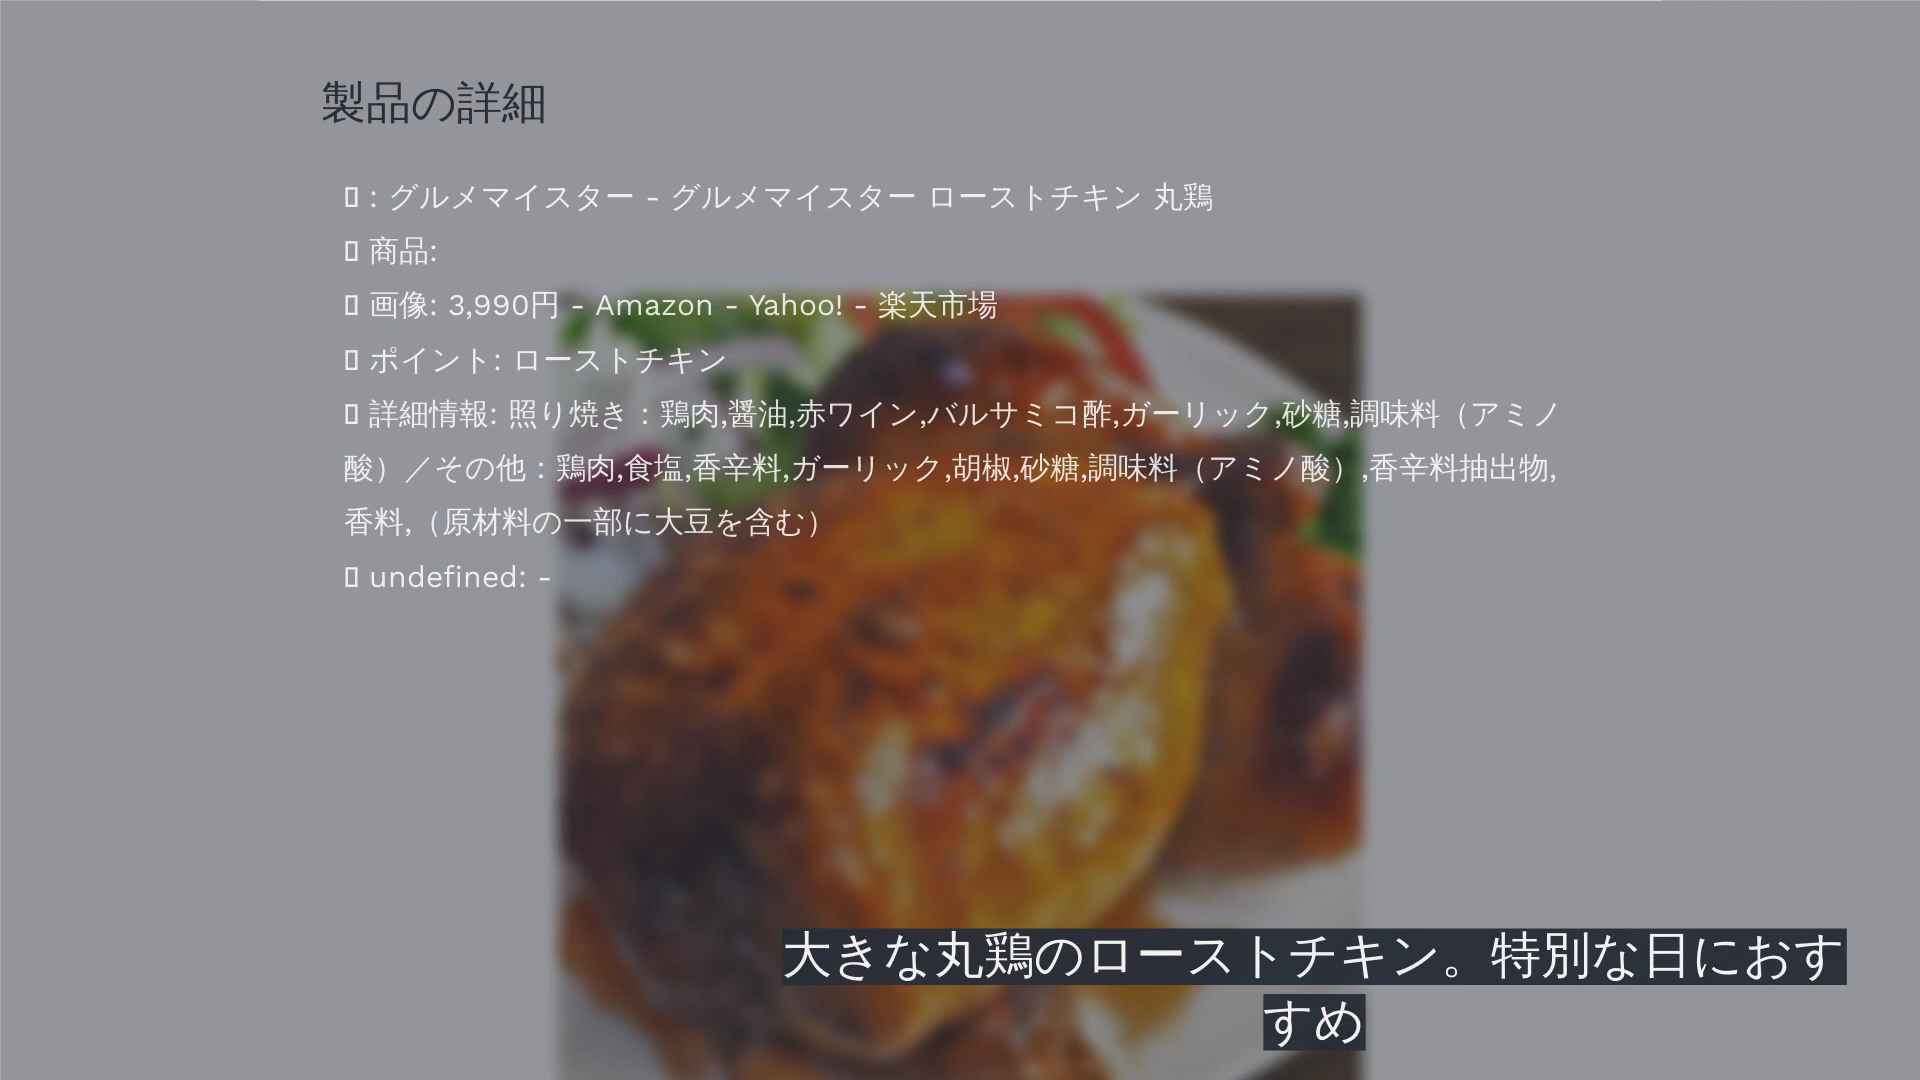 製品の詳細
▯ : グルメマイスター - グルメマイスター ローストチキン 丸鶏
▯ 商品:
▯ 画像: 3,990円 - Amazon - Yahoo! - 楽天市場
▯ ポイント: ローストチキン
▯ 詳細情報: 照り焼き：鶏肉,醤油,赤ワイン,バルサミコ酢,ガーリック,砂糖,調味料（アミノ
酸）／その他：鶏肉,食塩,香辛料,ガーリック,胡椒,砂糖,調味料（アミノ酸）,香辛料抽出物,
香料,（原材料の一部に大豆を含む）
▯ undefined: -
大きな丸鶏のローストチキン。特別な日におす
すめ